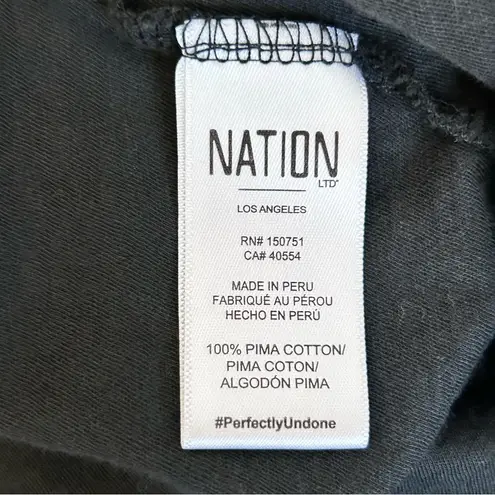 NATION
LTD
LOS ANGELES
RN# 150751
CA# 40554
MADE IN PERU
FABRIQUÉ AU PÉROU
HECHO EN PERÚ
100% PIMA COTTON/
PIMA COTON/
ALGODÓN PIMA
#PerfectlyUndone